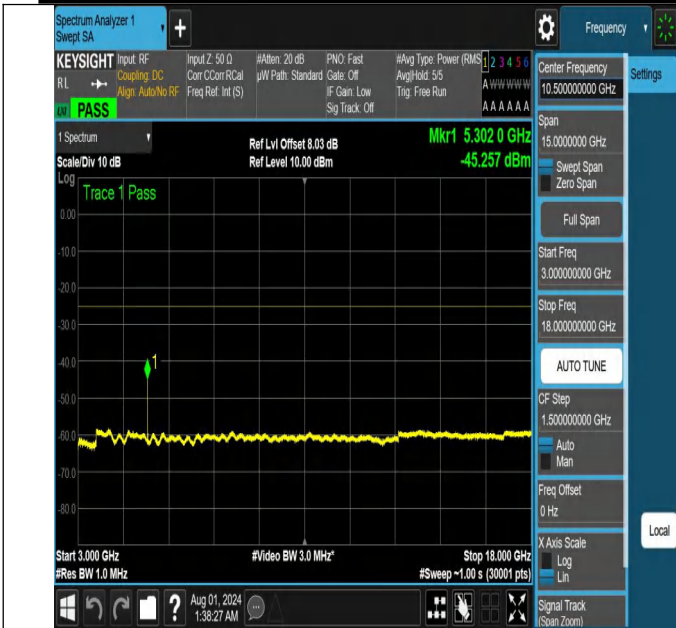 Spectrum Analyzer 1
Swept SA
+
Frequency
KEYSIGHT
RL
PASS
Input: RF
Coupling: DC
Align: Auto/No RF
Input Z: 50 Ω
Corr CCorr RCal
Freq Ref: Int (S)
#Atten: 20 dB
µW Path: Standard
PNO: Fast
Gate: Off
IF Gain: Low
Sig Track: Off
#Avg Type: Power (RMS
Avg|Hold: 5/5
Trig: Free Run
1 2 3 4 5 6
A W W W W W
A A A A A A
1 Spectrum
Scale/Div 10 dB
Ref Lvl Offset 8.03 dB
Ref Level 10.00 dBm
Mkr1 5.302 0 GHz
-45.257 dBm
Log
Trace 1 Pass
0.00
-10.0
-20.0
-30.0
-40.0
-50.0
-60.0
-70.0
-80.0
1
Start 3.000 GHz
#Res BW 1.0 MHz
#Video BW 3.0 MHz*
Stop 18.000 GHz
#Sweep ~1.00 s (30001 pts)
Aug 01, 2024
1:38:27 AM
Center Frequency
10.500000000 GHz
Settings
Span
15.0000000 GHz
Swept Span
Zero Span
Full Span
Start Freq
3.000000000 GHz
Stop Freq
18.000000000 GHz
AUTO TUNE
CF Step
1.500000000 GHz
Auto
Man
Freq Offset
0 Hz
X Axis Scale
Log
Lin
Local
Signal Track
(Span Zoom)